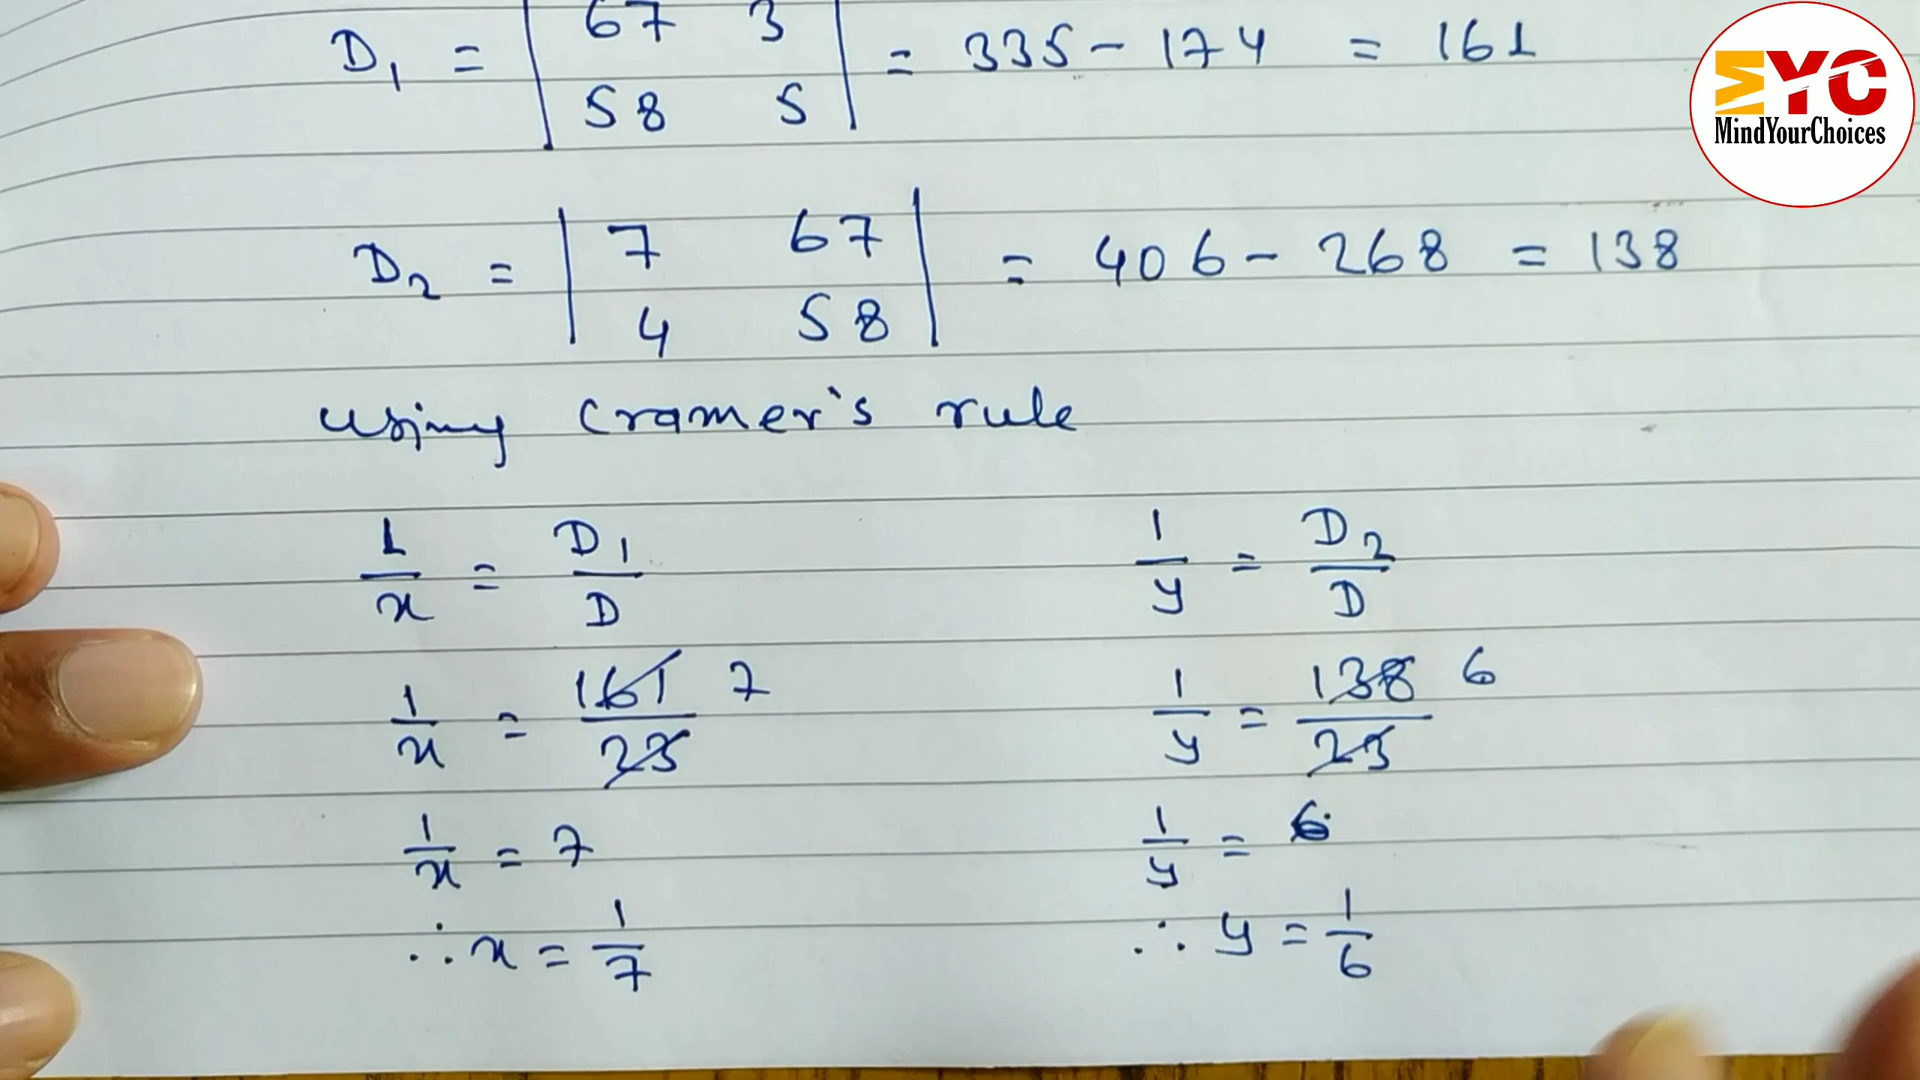 D₁ = | 67 3 | = 335 - 174 = 161
| 58 5 |
MYC
MindYourChoices
D₂ = | 7 67 | = 406 - 268 = 138
| 4 58 |
using Cramer's rule
1/x = D₁/D 1/y = D₂/D
1/x = 161/23 7 1/y = 138/23 6
1/x = 7 1/y = 6
∴ x = 1/7 ∴ y = 1/6